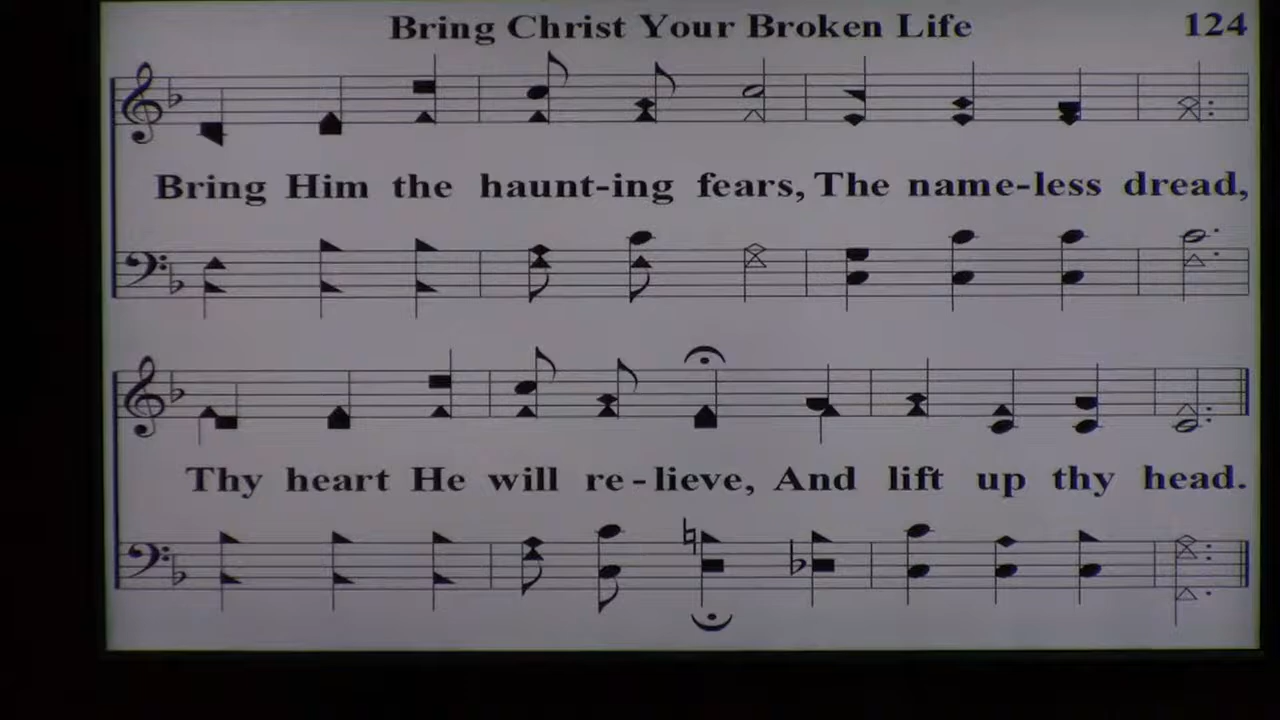 Bring Christ Your Broken Life 124
Bring Him the haunt-ing fears, The name-less dread,
Thy heart He will re-lieve, And lift up thy head.